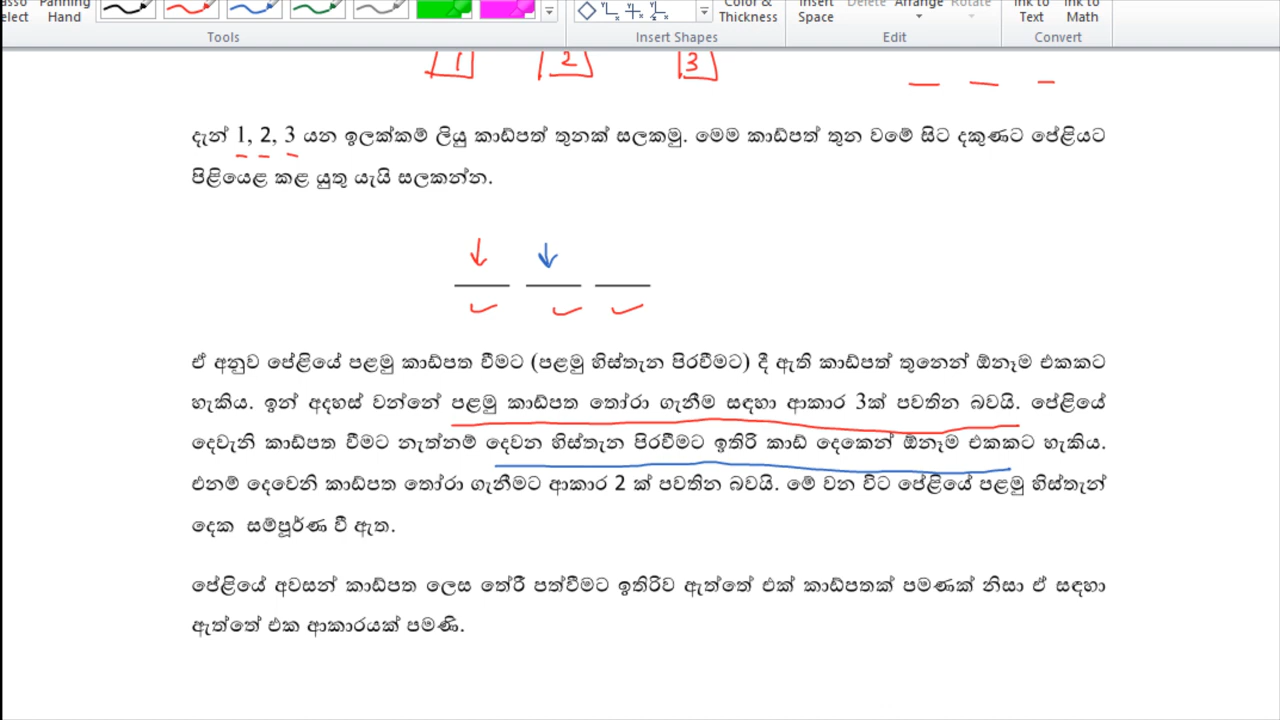 Panning Hand
Color & Thickness
Insert Space
Delete
Arrange
Rotate
Ink to Text
Ink to Math
Tools
Insert Shapes
Edit
Convert
1 2 3
දැන් 1, 2, 3 යන ඉලක්කම් ලියු කාඩ්පත් තුනක් සලකමු. මෙම කාඩ්පත් තුන වමේ සිට දකුණට පේළියට
පිළියෙළ කළ යුතු යැයි සලකන්න.
ඒ අනුව පේළියේ පළමු කාඩ්පත වීමට (පළමු හිස්තැන පිරවීමට) දී ඇති කාඩ්පත් තුනෙන් ඕනෑම එකකට
හැකිය. ඉන් අදහස් වන්නේ පළමු කාඩ්පත තෝරා ගැනීම සඳහා ආකාර 3ක් පවතින බවයි. පේළියේ
දෙවැනි කාඩ්පත වීමට නැත්නම් දෙවන හිස්තැන පිරවීමට ඉතිරි කාඩ් දෙකෙන් ඕනෑම එකකට හැකිය.
එනම් දෙවෙනි කාඩ්පත තෝරා ගැනීමට ආකාර 2 ක් පවතින බවයි. මේ වන විට පේළියේ පළමු හිස්තැන්
දෙක සම්පූර්ණ වී ඇත.
පේළියේ අවසන් කාඩ්පත ලෙස තේරී පත්වීමට ඉතිරිව ඇත්තේ එක් කාඩ්පතක් පමණක් නිසා ඒ සඳහා
ඇත්තේ එක ආකාරයක් පමණි.